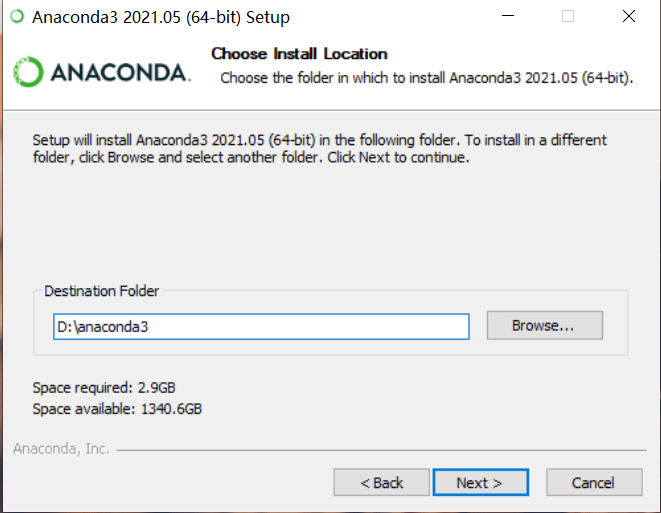 Anaconda3 2021.05 (64-bit) Setup
ANACONDA.
Choose Install Location
Choose the folder in which to install Anaconda3 2021.05 (64-bit).
Setup will install Anaconda3 2021.05 (64-bit) in the following folder. To install in a different
folder, click Browse and select another folder. Click Next to continue.
Destination Folder
D:\anaconda3
Browse...
Space required: 2.9GB
Space available: 1340.6GB
Anaconda, Inc.
< Back
Next >
Cancel